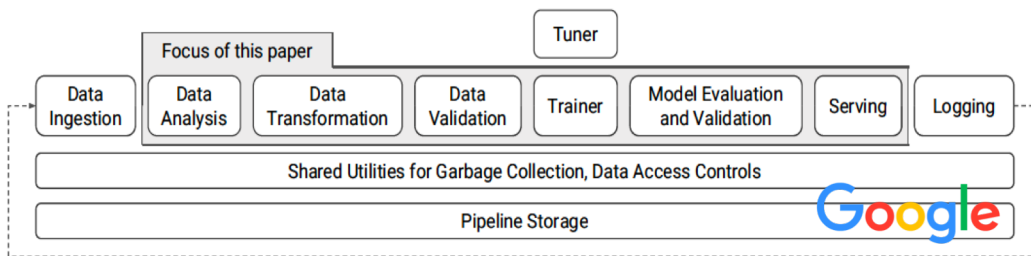 Tuner
Focus of this paper
Data
Ingestion
Data
Analysis
Data
Transformation
Data
Validation
Trainer
Model Evaluation
and Validation
Serving
Logging
Shared Utilities for Garbage Collection, Data Access Controls
Pipeline Storage
Google